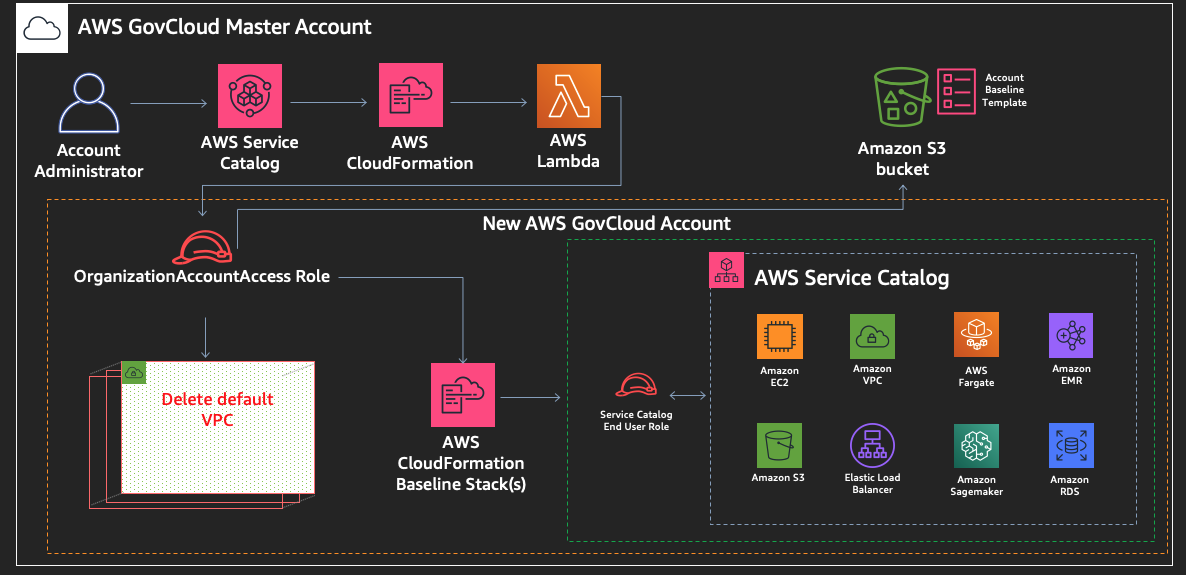 AWS GovCloud Master Account
Account
Administrator
AWS Service
Catalog
AWS
CloudFormation
AWS
Lambda
Amazon S3
bucket
Account
Baseline
Template
New AWS GovCloud Account
OrganizationAccountAccess Role
Delete default
VPC
AWS
CloudFormation
Baseline Stack(s)
Service Catalog
End User Role
AWS Service Catalog
Amazon
EC2
Amazon
VPC
AWS
Fargate
Amazon
EMR
Amazon S3
Elastic Load
Balancer
Amazon
Sagemaker
Amazon
RDS